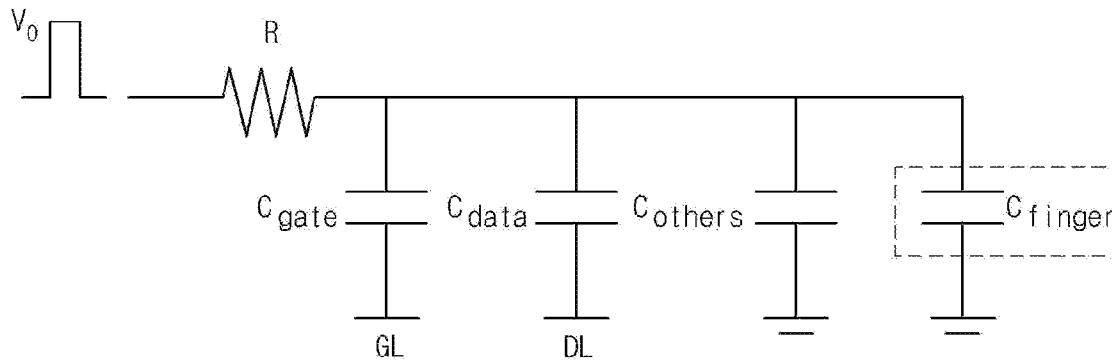 V0
R
Cgate
Cdata
Cothers
Cfinger
GL
DL